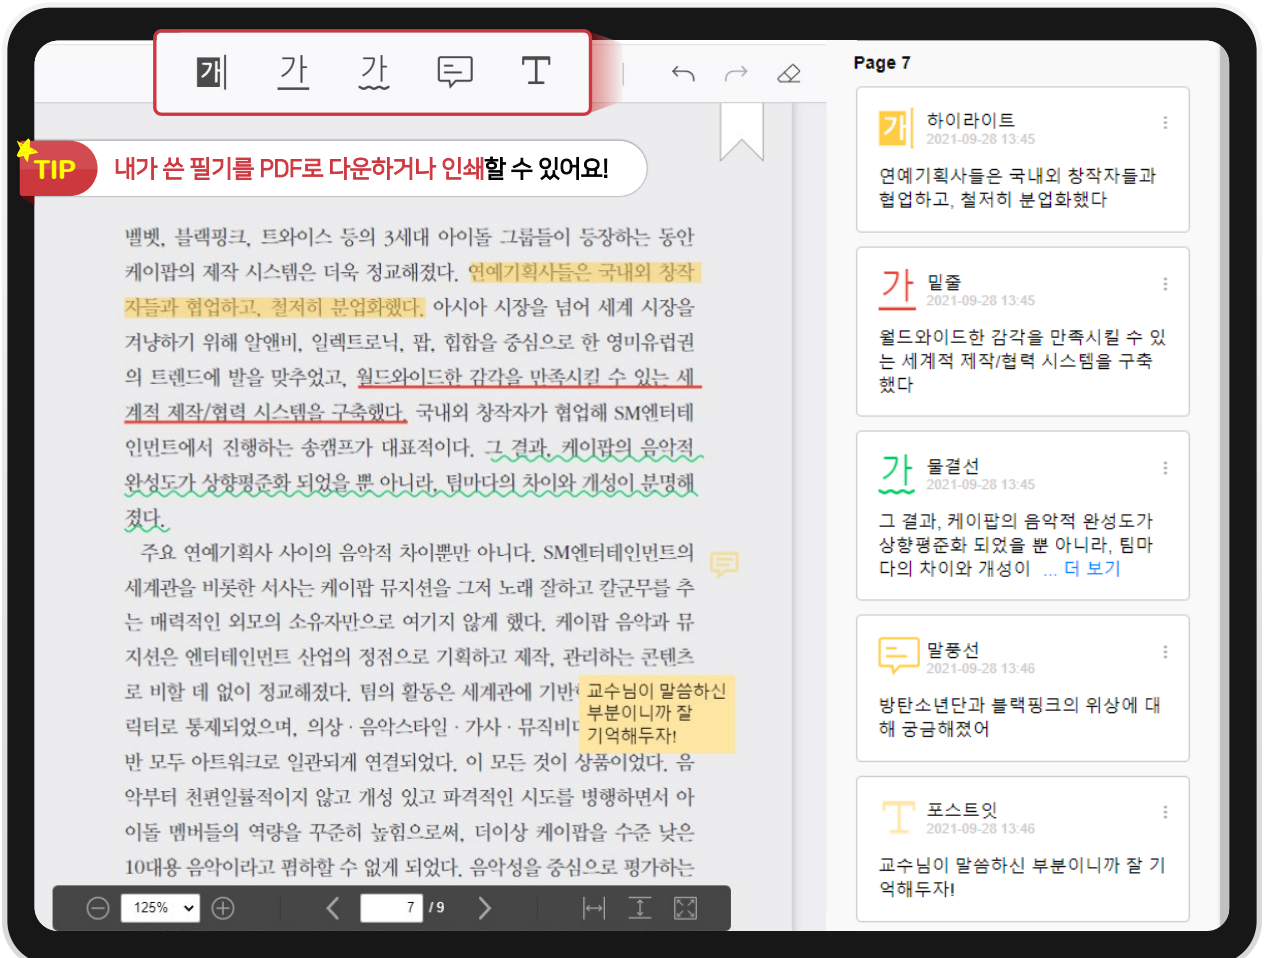 가 가 가 T
TIP 내가 쓴 필기를 PDF로 다운하거나 인쇄할 수 있어요!
벨벳, 블랙핑크, 트와이스 등의 3세대 아이돌 그룹들이 등장하는 동안
케이팝의 제작 시스템은 더욱 정교해졌다. 연예기획사들은 국내외 창작
자들과 협업하고, 철저히 분업화했다. 아시아 시장을 넘어 세계 시장을
겨냥하기 위해 알앤비, 일렉트로닉, 팝, 힙합을 중심으로 한 영미유럽권
의 트렌드에 발을 맞추었고, 월드와이드한 감각을 만족시킬 수 있는 세
계적 제작/협력 시스템을 구축했다. 국내외 창작자가 협업해 SM엔터테
인먼트에서 진행하는 송캠프가 대표적이다. 그 결과, 케이팝의 음악적
완성도가 상향평준화 되었을 뿐 아니라, 팀마다의 차이와 개성이 분명해
졌다.
주요 연예기획사 사이의 음악적 차이뿐만 아니다. SM엔터테인먼트의
세계관을 비롯한 서사는 케이팝 뮤지션을 그저 노래 잘하고 칼군무를 추
는 매력적인 외모의 소유자만으로 여기지 않게 했다. 케이팝 음악과 뮤
지션은 엔터테인먼트 산업의 정점으로 기획하고 제작, 관리하는 콘텐츠
로 비할 데 없이 정교해졌다. 팀의 활동은 세계관에 기반
릭터로 통제되었으며, 의상 · 음악스타일 · 가사 · 뮤직비
반 모두 아트워크로 일관되게 연결되었다. 이 모든 것이 상품이었다. 음
악부터 천편일률적이지 않고 개성 있고 파격적인 시도를 병행하면서 아
이돌 멤버들의 역량을 꾸준히 높힘으로써, 더이상 케이팝을 수준 낮은
10대용 음악이라고 폄하할 수 없게 되었다. 음악성을 중심으로 평가하는
교수님이 말씀하신
부분이니까 잘
기억해두자!
125% 7 / 9
Page 7
가 하이라이트
2021-09-28 13:45
연예기획사들은 국내외 창작자들과
협업하고, 철저히 분업화했다
가 밑줄
2021-09-28 13:45
월드와이드한 감각을 만족시킬 수 있
는 세계적 제작/협력 시스템을 구축
했다
가 물결선
2021-09-28 13:45
그 결과, 케이팝의 음악적 완성도가
상향평준화 되었을 뿐 아니라, 팀마
다의 차이와 개성이 ... 더 보기
말풍선
2021-09-28 13:46
방탄소년단과 블랙핑크의 위상에 대
해 궁금해졌어
T 포스트잇
2021-09-28 13:46
교수님이 말씀하신 부분이니까 잘 기
억해두자!